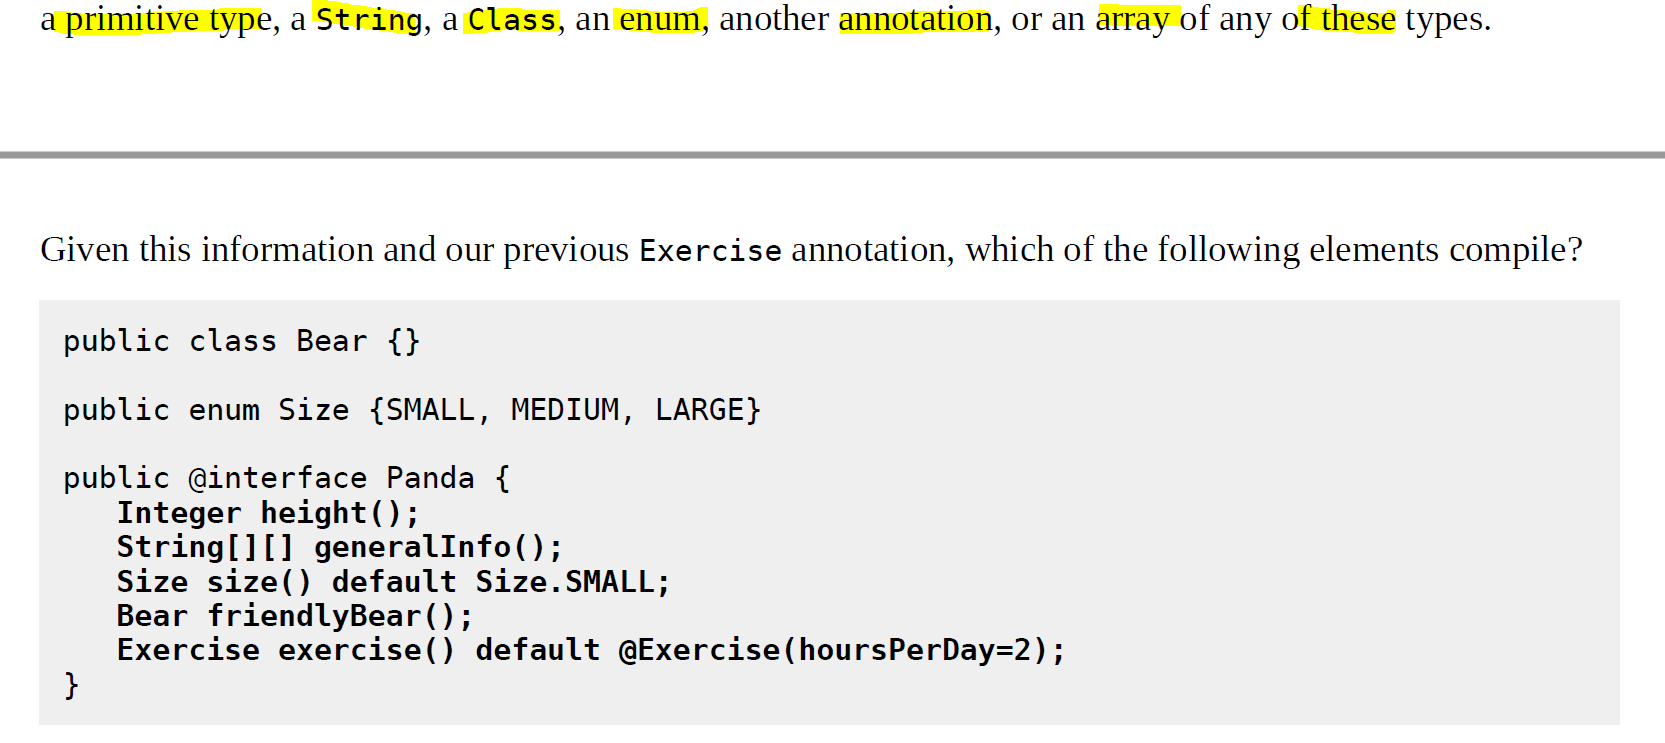 a primitive type, a String, a Class, an enum, another annotation, or an array of any of these types.
Given this information and our previous Exercise annotation, which of the following elements compile?
public class Bear {}
public enum Size {SMALL, MEDIUM, LARGE}
public @interface Panda {
   Integer height();
   String[][] generalInfo();
   Size size() default Size.SMALL;
   Bear friendlyBear();
   Exercise exercise() default @Exercise(hoursPerDay=2);
}